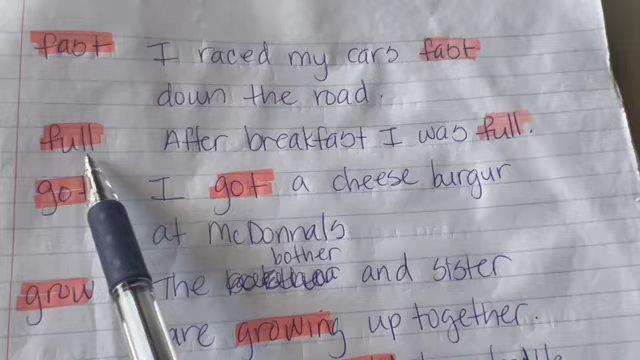 fast I raced my cars fast
down the road.
full After breakfast I was full.
got I got a cheese burgur
at McDonnals
bother
The and sister
grow are growing up together.